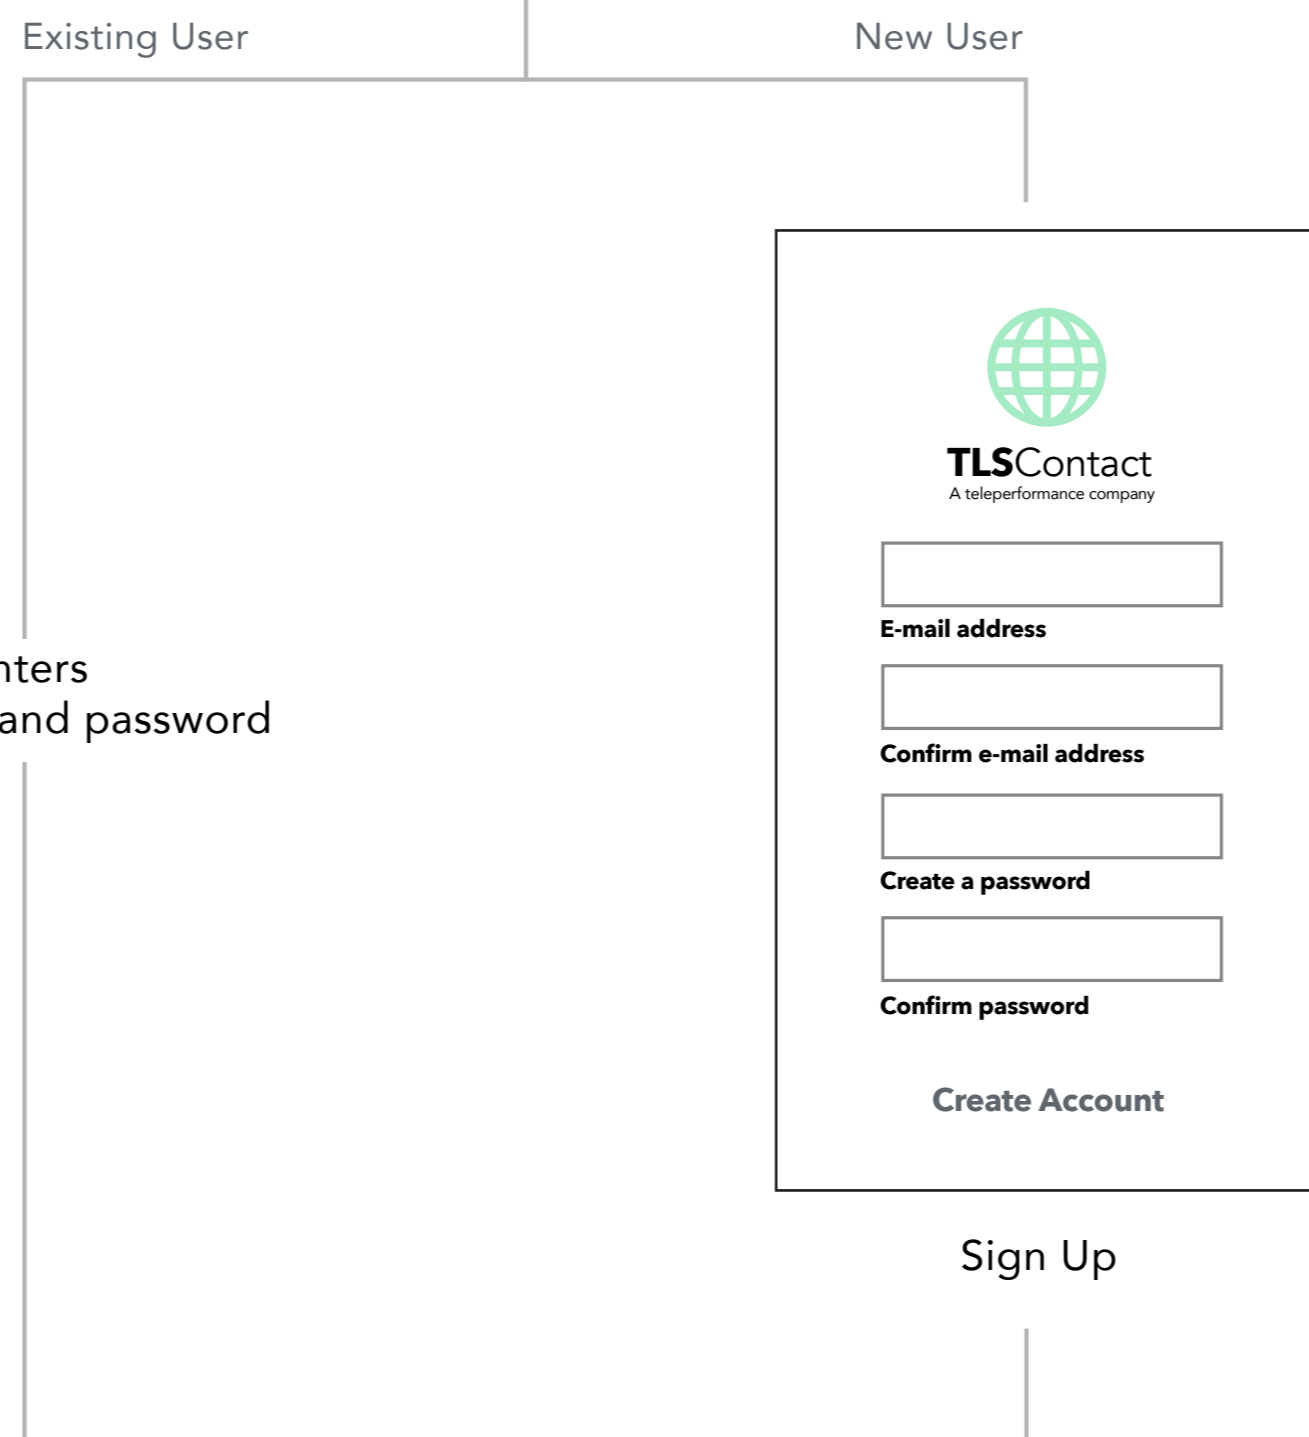 Existing User
New User
TLSContact
A teleperformance company
E-mail address
nters
and password
Confirm e-mail address
Create a password
Confirm password
Create Account
Sign Up